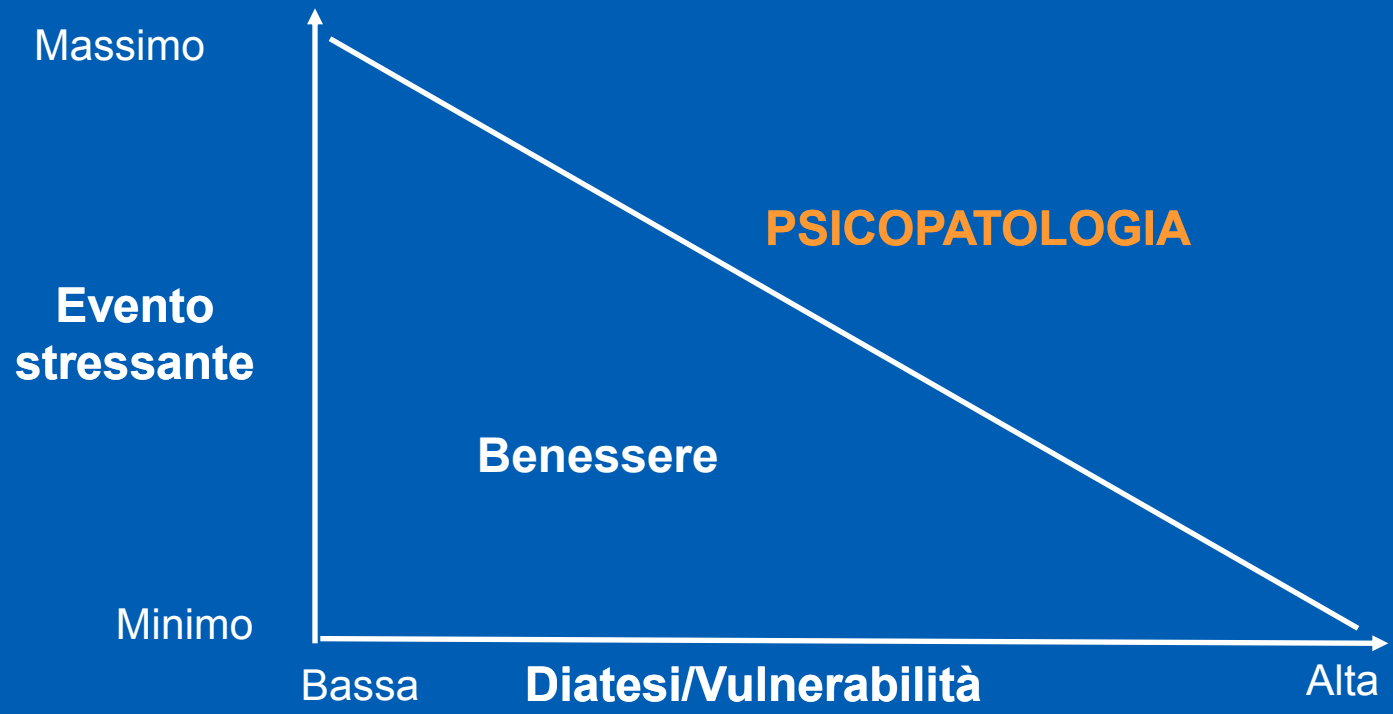 Massimo
PSICOPATOLOGIA
Evento
stressante
Benessere
Minimo
Bassa
Diatesi/Vulnerabilità
Alta